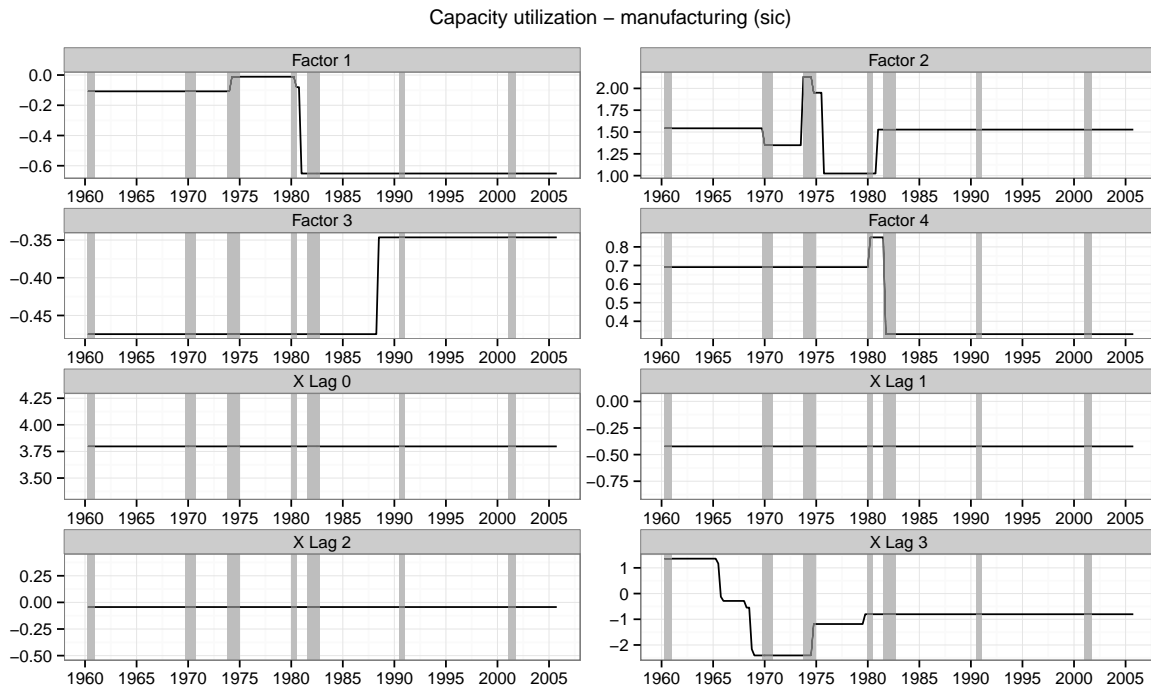 Capacity utilization − manufacturing (sic)
Factor 1
Factor 2
0.0
−0.2
−0.4
−0.6
2.00
1.75
1.50
1.25
1.00
1960 1965 1970 1975 1980 1985 1990 1995 2000 2005
1960 1965 1970 1975 1980 1985 1990 1995 2000 2005
Factor 3
Factor 4
−0.35
−0.40
−0.45
0.8
0.7
0.6
0.5
0.4
1960 1965 1970 1975 1980 1985 1990 1995 2000 2005
1960 1965 1970 1975 1980 1985 1990 1995 2000 2005
X Lag 0
X Lag 1
4.25
4.00
3.75
3.50
0.00
−0.25
−0.50
−0.75
1960 1965 1970 1975 1980 1985 1990 1995 2000 2005
1960 1965 1970 1975 1980 1985 1990 1995 2000 2005
X Lag 2
X Lag 3
0.25
0.00
−0.25
−0.50
1
0
−1
−2
1960 1965 1970 1975 1980 1985 1990 1995 2000 2005
1960 1965 1970 1975 1980 1985 1990 1995 2000 2005